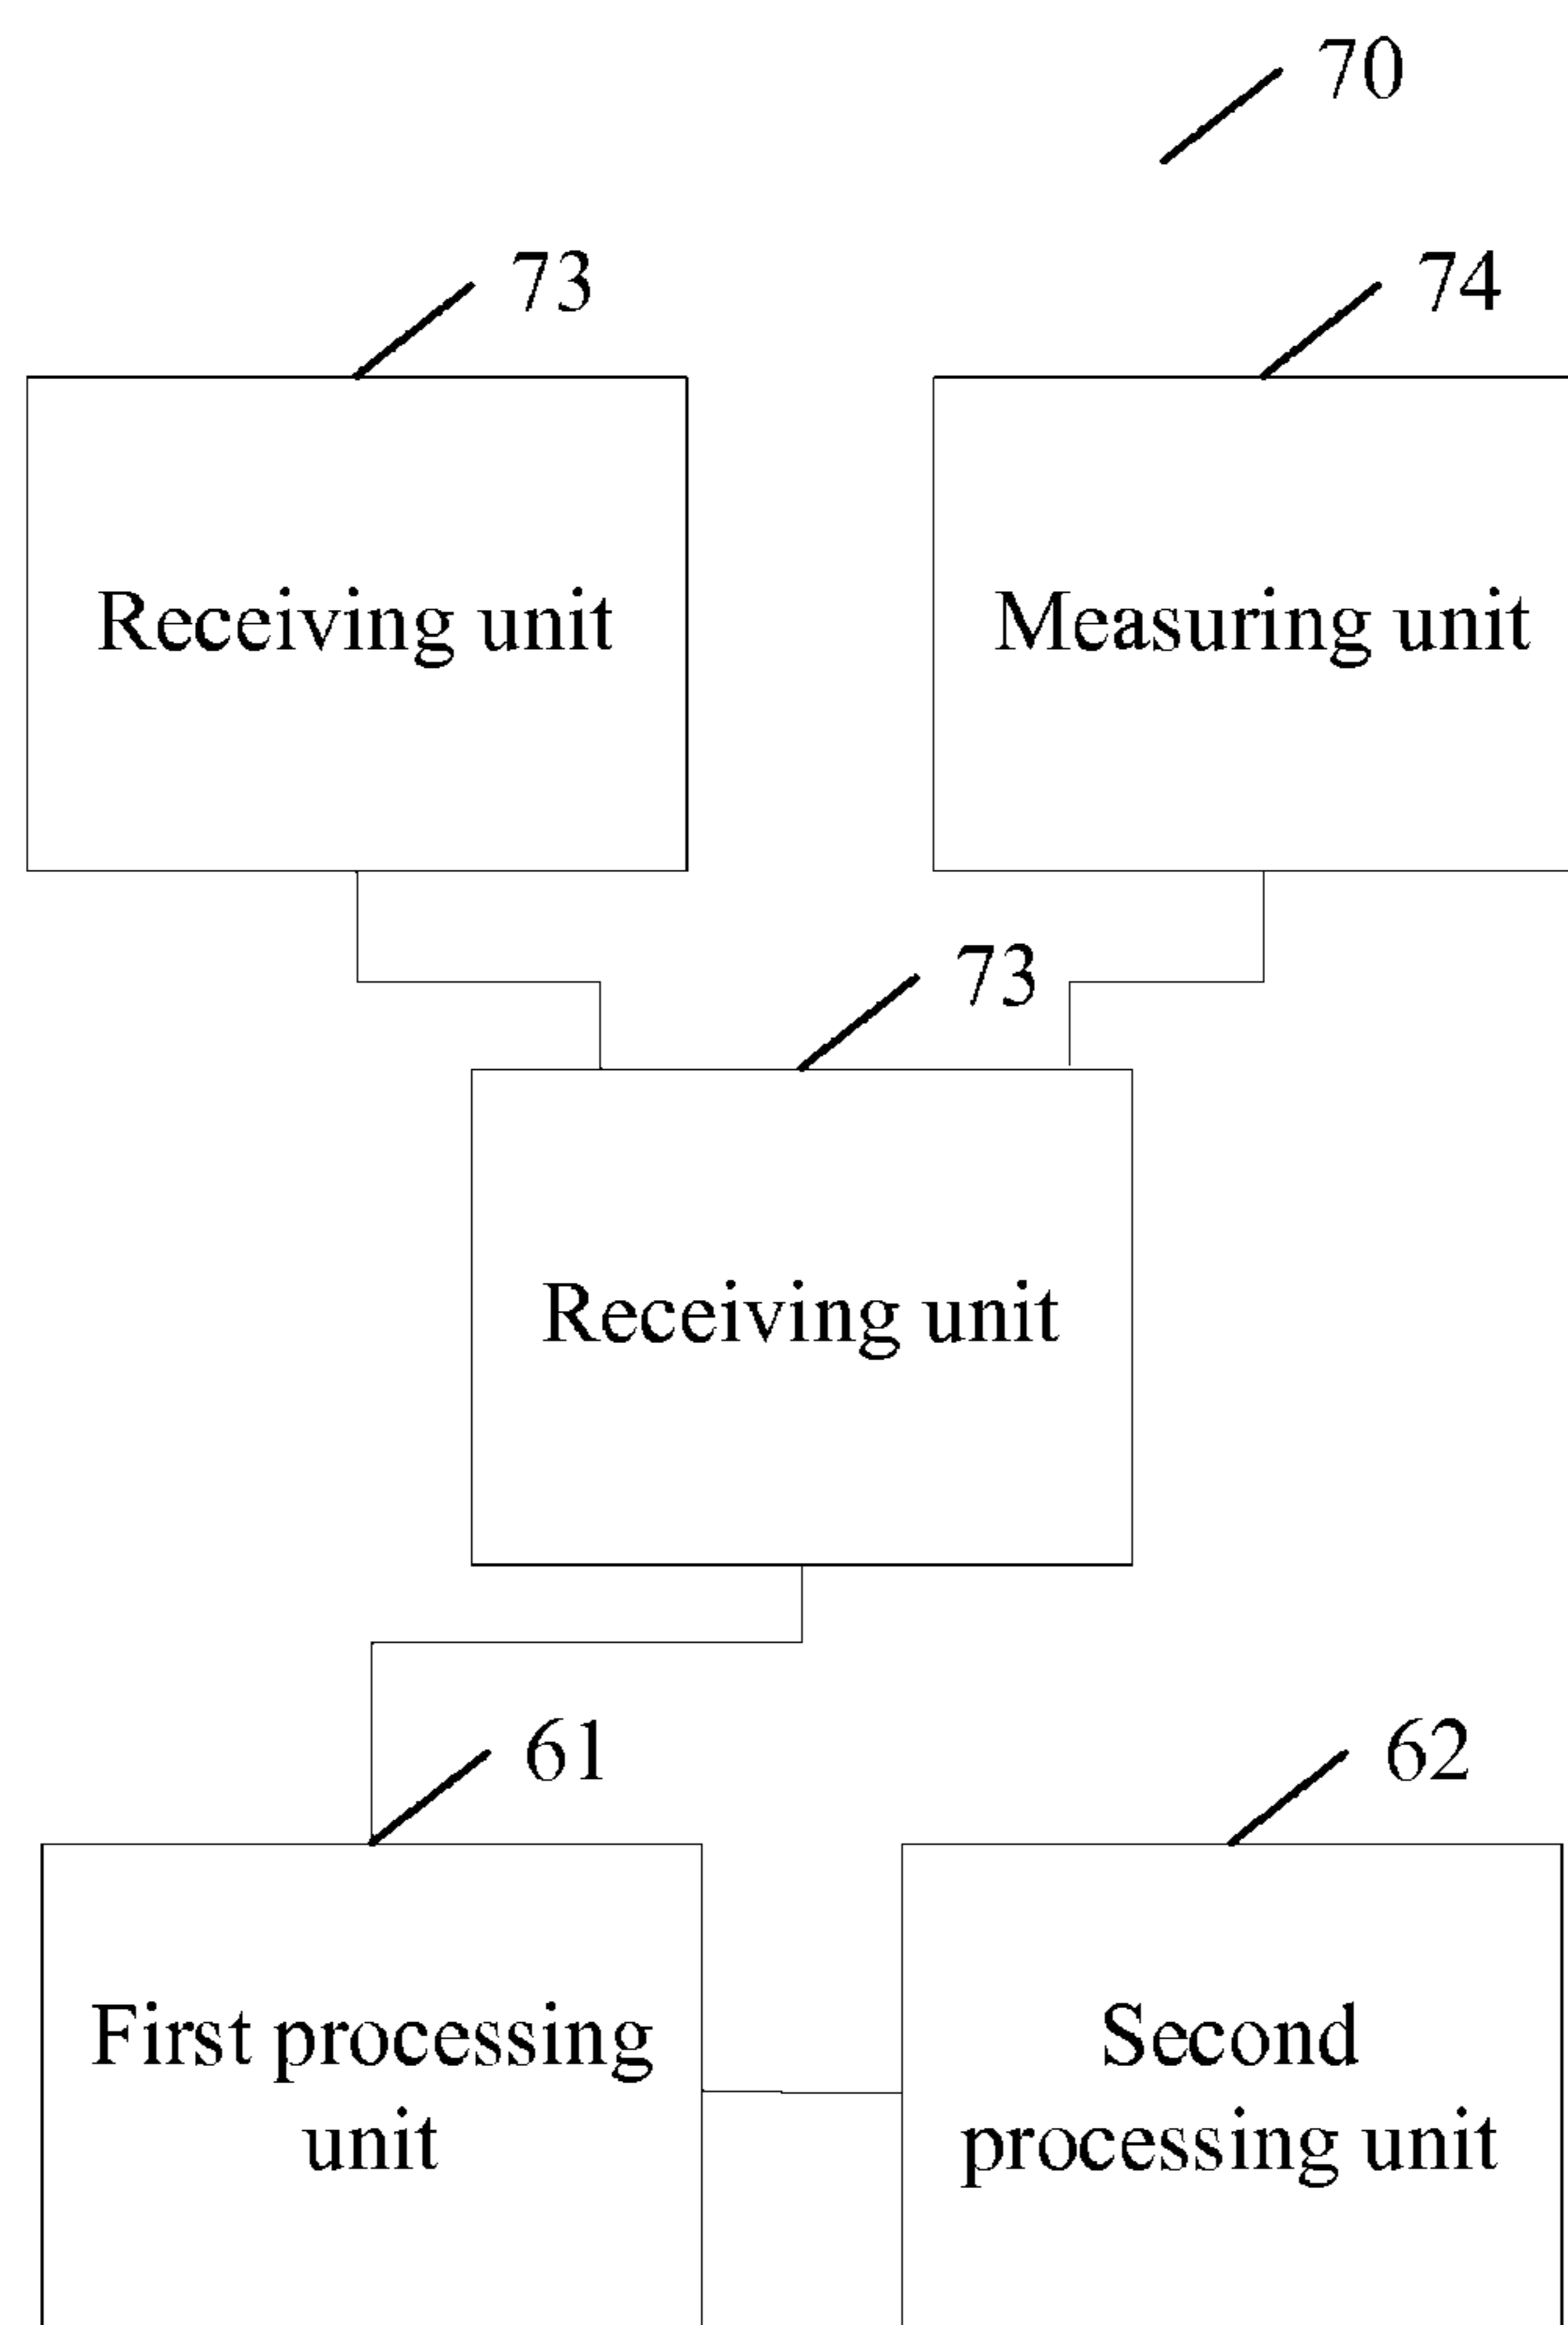 70
73
74
Receiving unit
Measuring unit
73
Receiving unit
61
62
First processing
unit
Second
processing unit